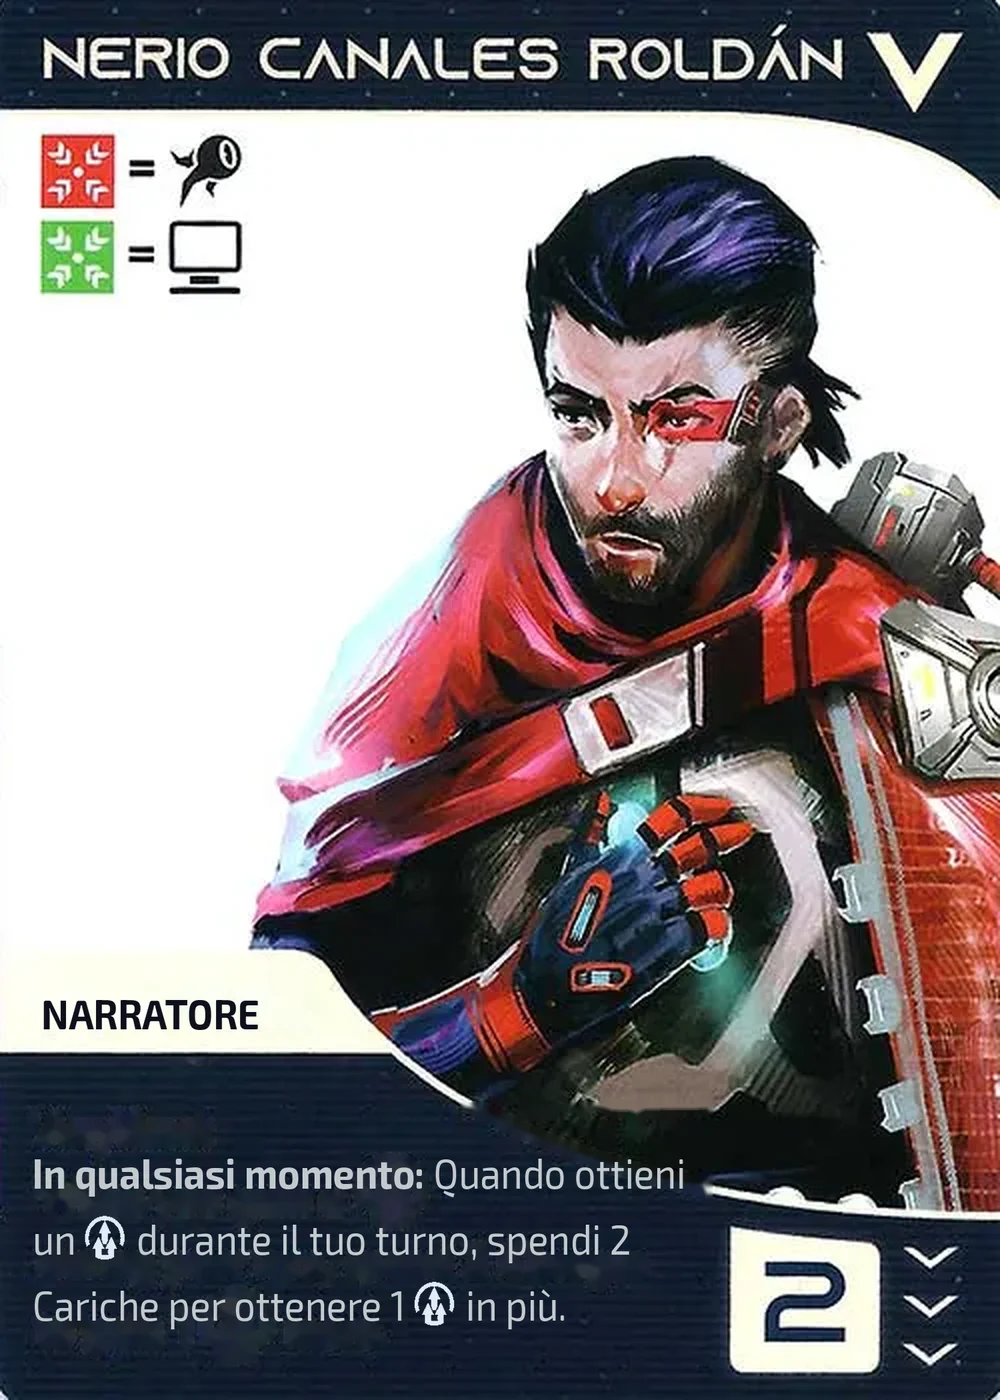 NERIO CANALES ROLDÁN
=
=
NARRATORE
In qualsiasi momento: Quando ottieni
un durante il tuo turno, spendi 2
Cariche per ottenere 1 in più.
2